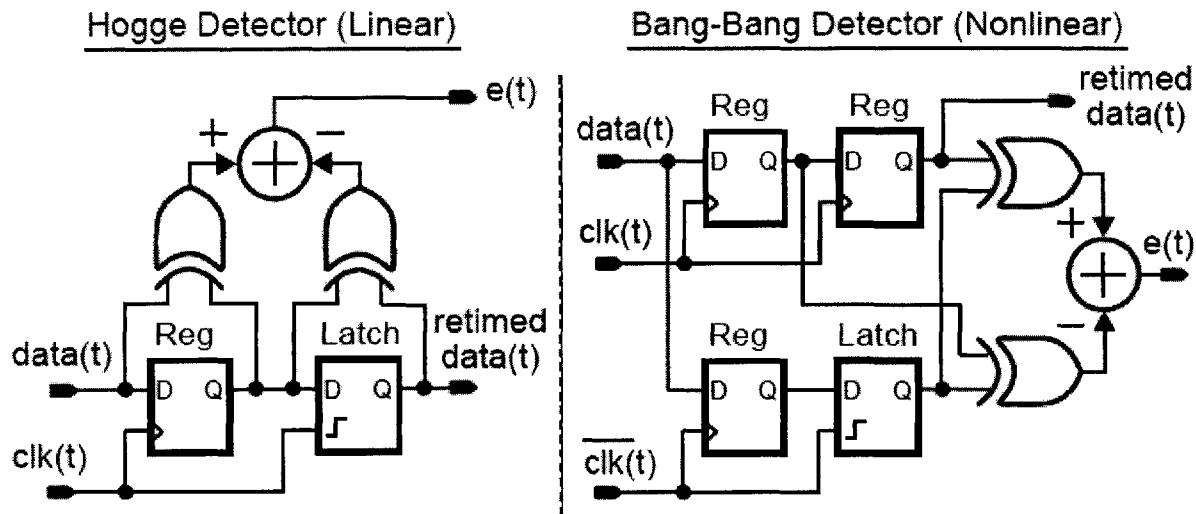 Hogge Detector (Linear)
e(t)
+
−
Reg
Latch
data(t)
D Q
D Q
retimed
data(t)
clk(t)
Bang-Bang Detector (Nonlinear)
Reg
Reg
retimed
data(t)
data(t)
D Q
D Q
clk(t)
+
e(t)
−
Reg
Latch
D Q
D Q
clk(t)